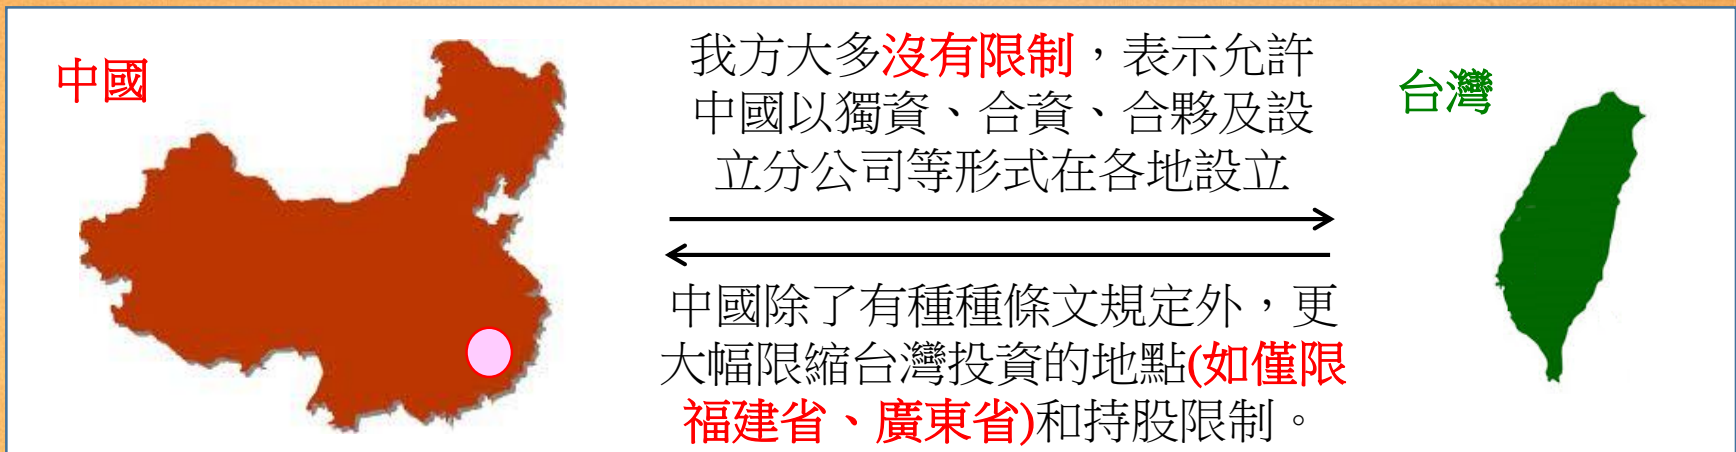 中國
我方大多沒有限制，表示允許
中國以獨資、合資、合夥及設
立分公司等形式在各地設立
台灣
中國除了有種種條文規定外，更
大幅限縮台灣投資的地點(如僅限
福建省、廣東省)和持股限制。